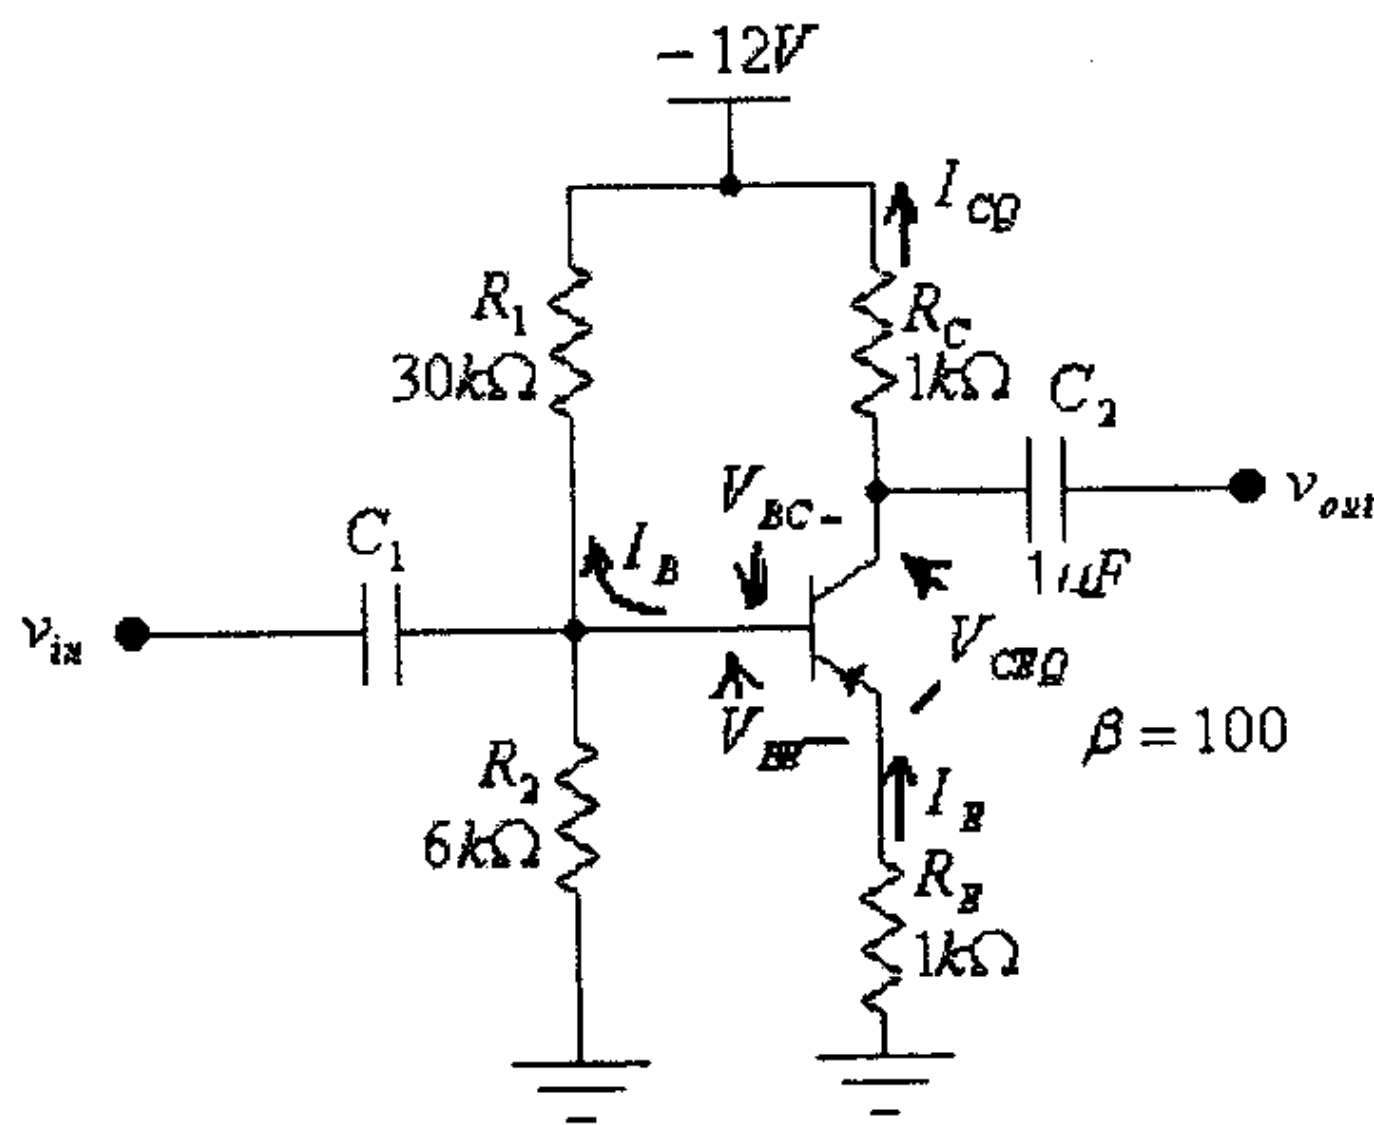 − 12V
I_CQ
R_1
30kΩ
R_C
1kΩ
C_2
V_BC −
v_out
C_1
I_B
1μF
v_in
V_CEQ
V_BE −
β = 100
R_2
6kΩ
I_E
R_E
1kΩ